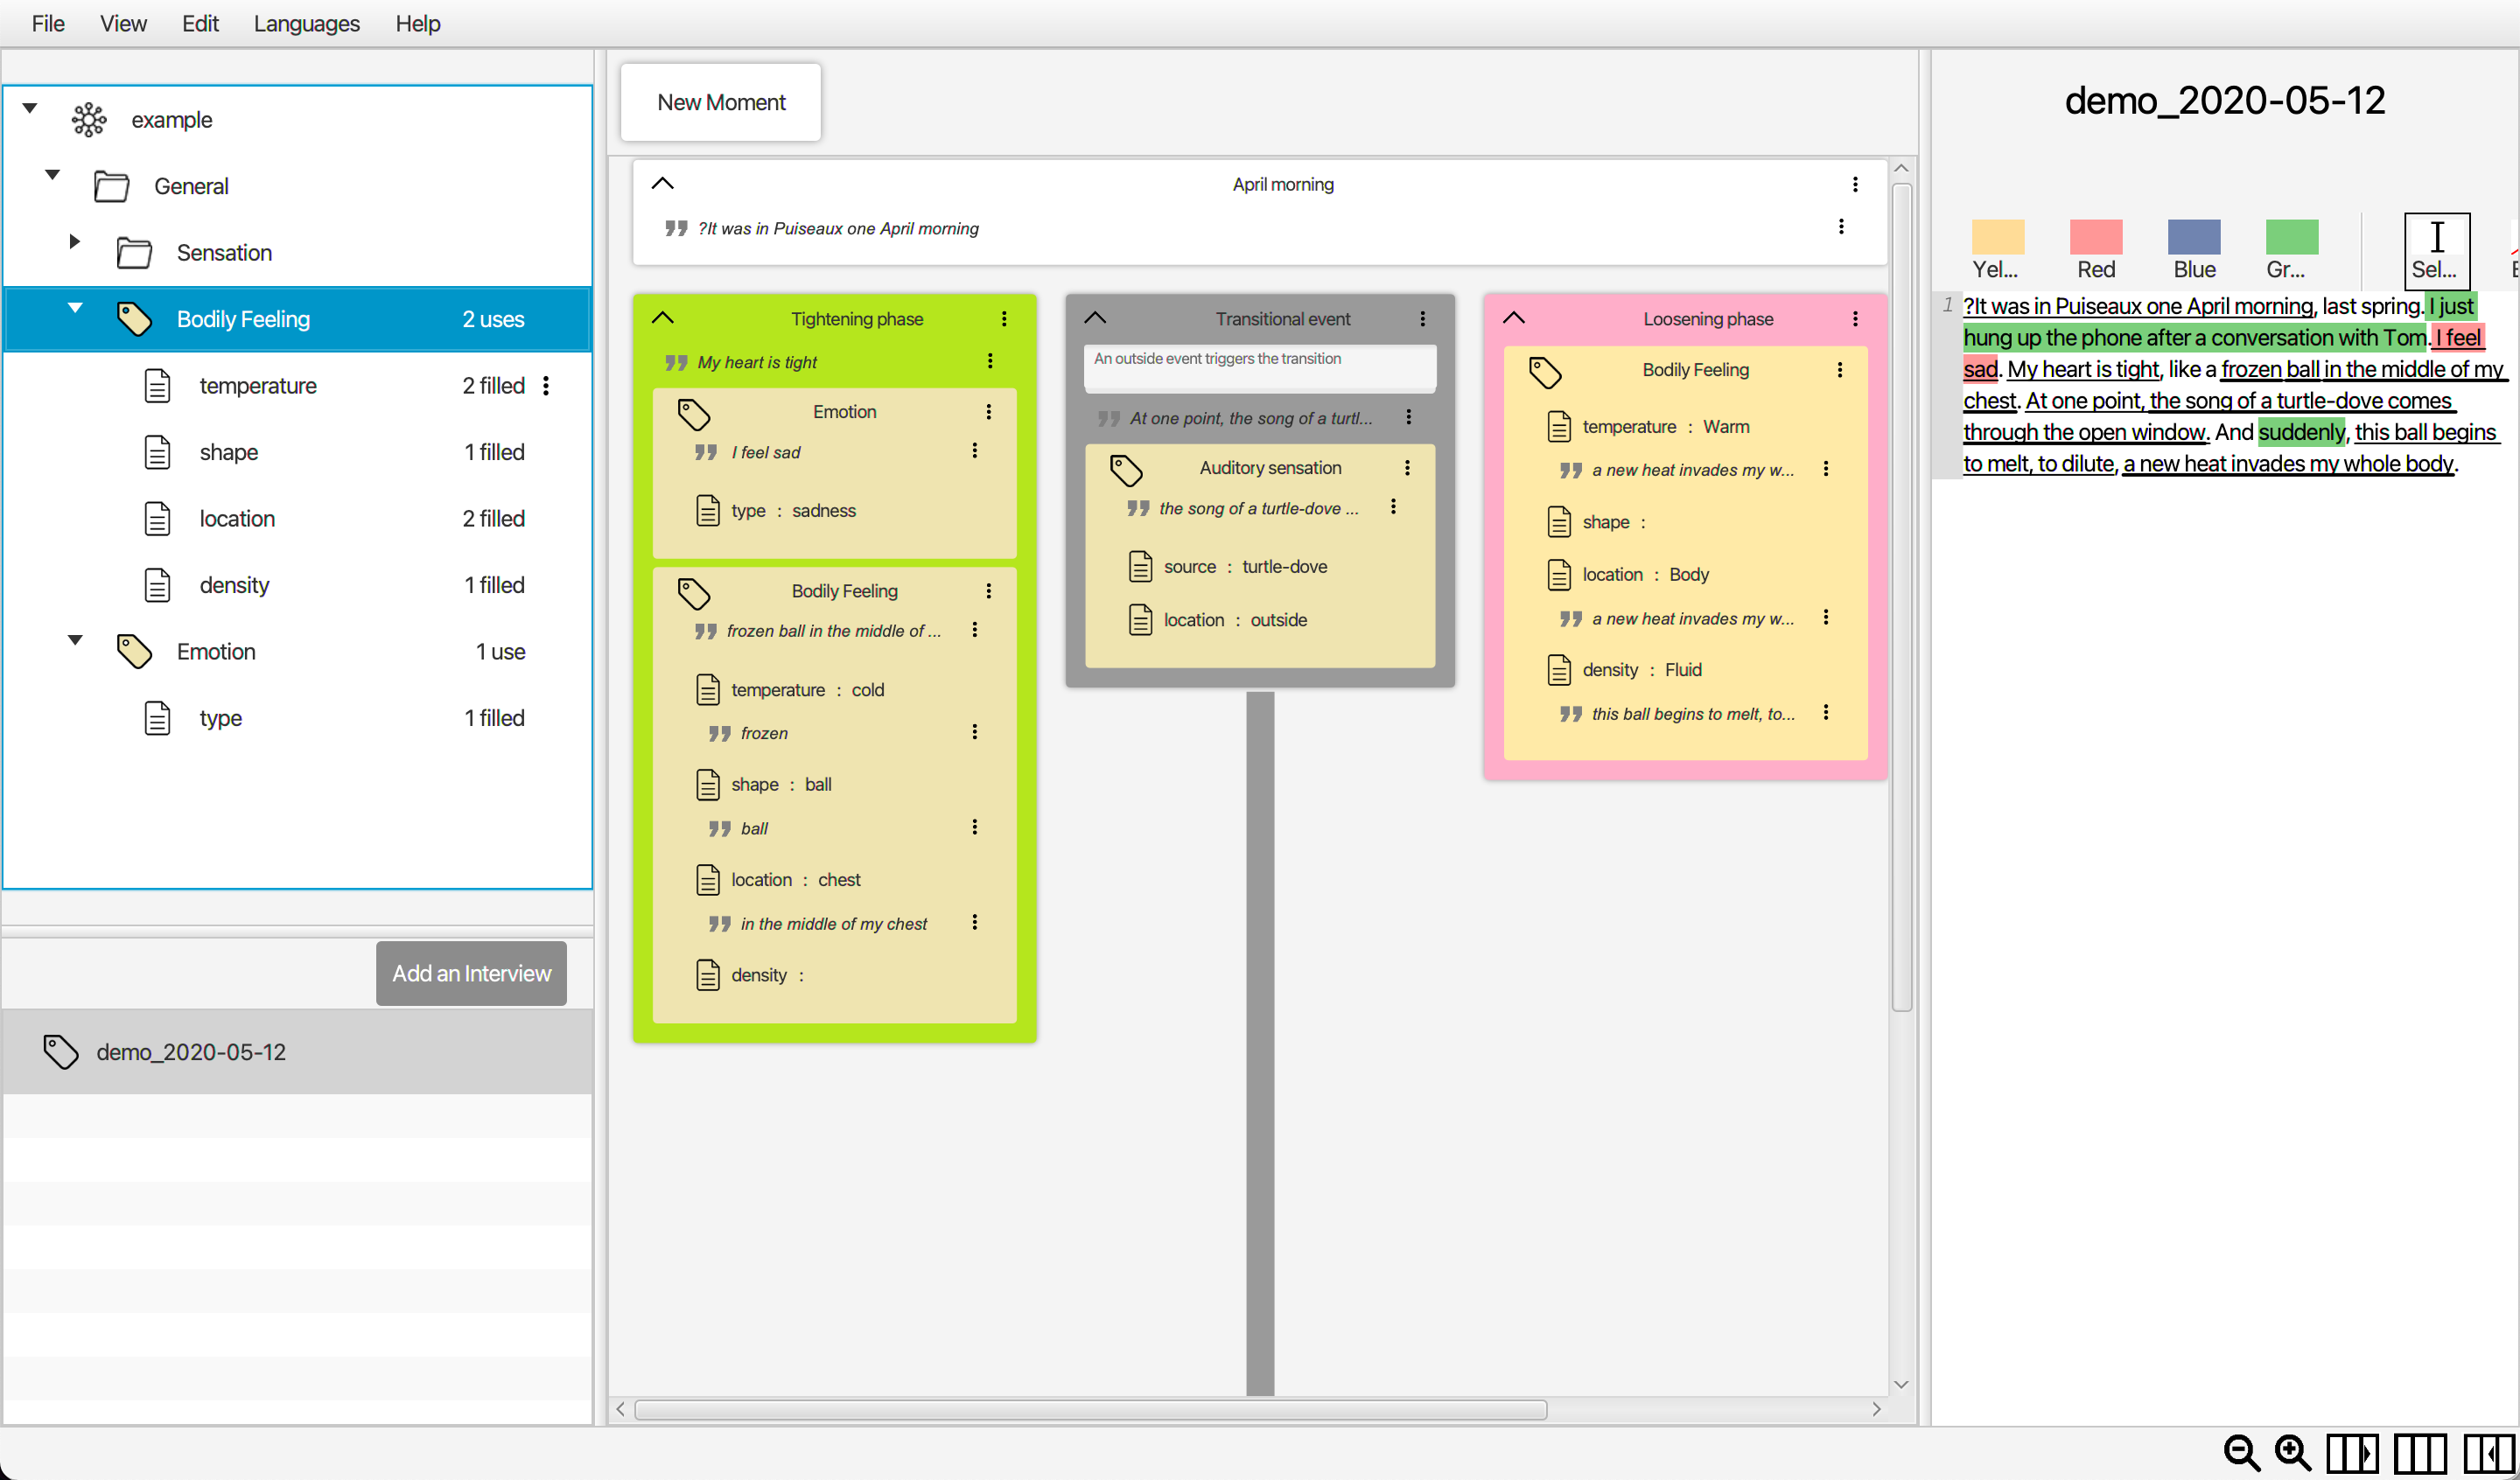 File View Edit Languages Help
example
General
Sensation
Bodily Feeling 2 uses
temperature 2 filled
shape 1 filled
location 2 filled
density 1 filled
Emotion 1 use
type 1 filled
Add an Interview
demo_2020-05-12
New Moment
April morning
?It was in Puiseaux one April morning
Tightening phase
My heart is tight
Emotion
I feel sad
type : sadness
Bodily Feeling
frozen ball in the middle of ...
temperature : cold
frozen
shape : ball
ball
location : chest
in the middle of my chest
density :
Transitional event
An outside event triggers the transition
At one point, the song of a turtl...
Auditory sensation
the song of a turtle-dove ...
source : turtle-dove
location : outside
Loosening phase
Bodily Feeling
temperature : Warm
a new heat invades my w...
shape :
location : Body
a new heat invades my w...
density : Fluid
this ball begins to melt, to...
demo_2020-05-12
Yel... Red Blue Gr... Sel...
1 ?It was in Puiseaux one April morning, last spring. I just
hung up the phone after a conversation with Tom. I feel
sad. My heart is tight, like a frozen ball in the middle of my
chest. At one point, the song of a turtle-dove comes
through the open window. And suddenly, this ball begins
to melt, to dilute, a new heat invades my whole body.